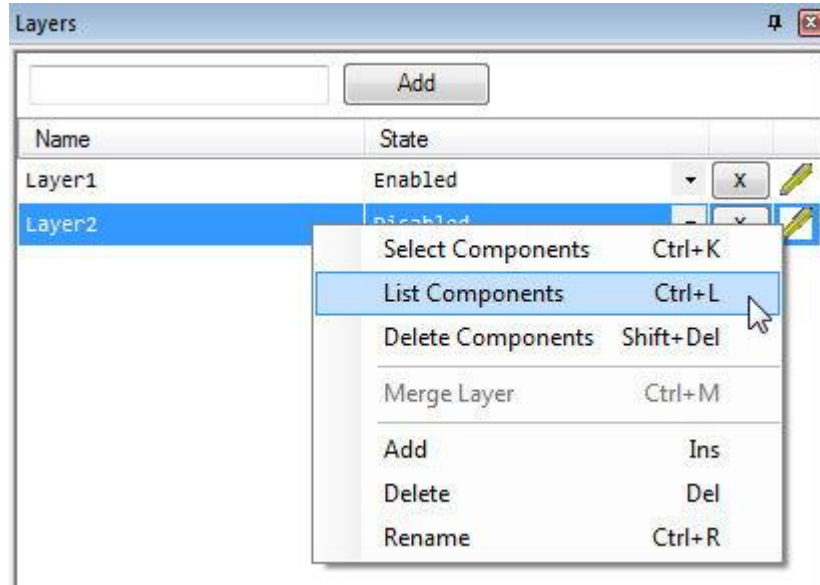 Layers
Add
Name State
Layer1 Enabled X
Layer2 Disabled X
Select Components Ctrl+K
List Components Ctrl+L
Delete Components Shift+Del
Merge Layer Ctrl+M
Add Ins
Delete Del
Rename Ctrl+R